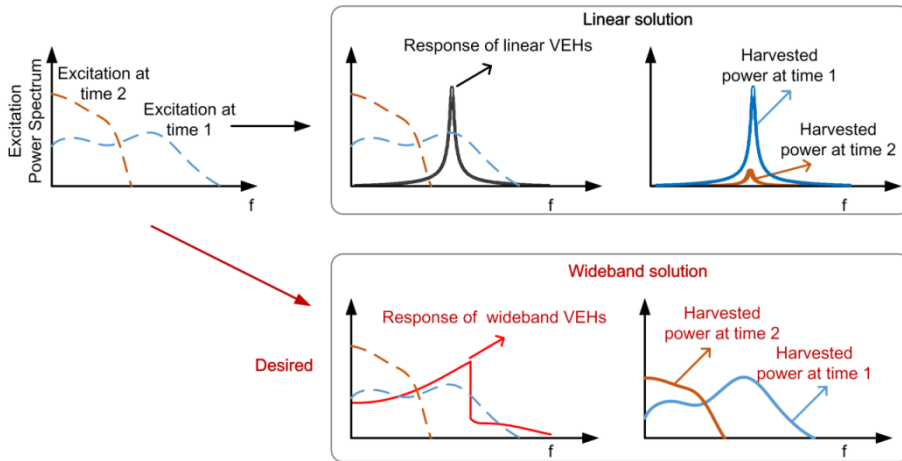 Linear solution
Excitation
Power Spectrum
Excitation at
time 2
Excitation at
time 1
f
Response of linear VEHs
f
Harvested
power at time 1
Harvested
power at time 2
f
Desired
Wideband solution
Response of wideband VEHs
f
Harvested
power at time 2
Harvested
power at time 1
f